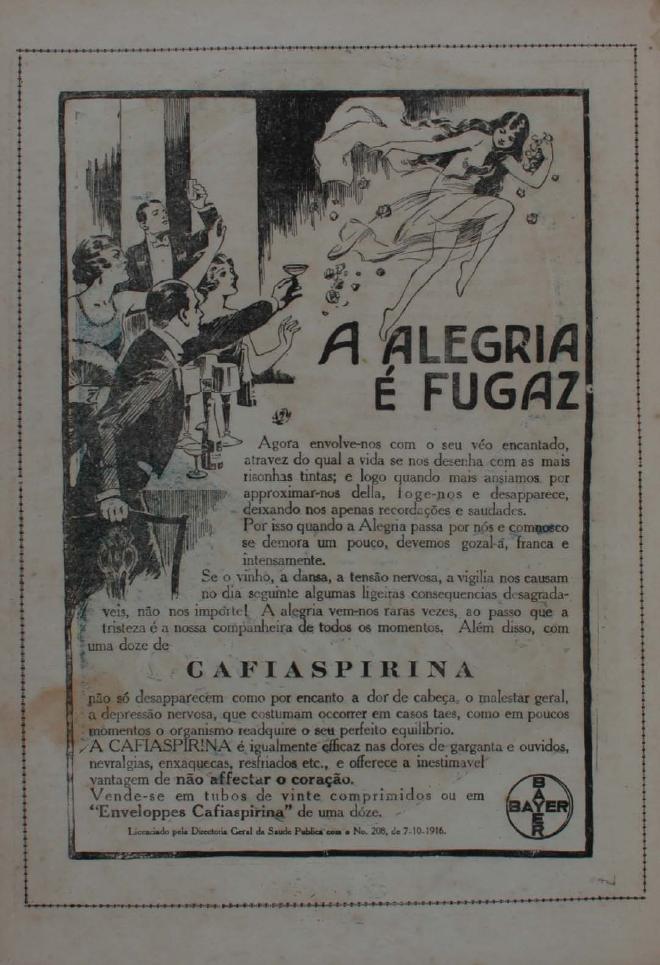 A ALEGRIA
É FUGAZ
Agora envolve-nos com o seu véo encantado,
atravez do qual a vida se nos desenha com as mais
risonhas tintas; e logo quando mais ansiamos por
approximar-nos della, foge-nos e desapparece,
deixando nos apenas recordações e saudades.
Por isso quando a Alegria passa por nós e comnosco
se demora um pouco, devemos gozal-a, franca e
intensamente.
Se o vinho, a dansa, a tensão nervosa, a vigilia nos causam
no dia seguinte algumas ligeiras consequencias desagrada-
veis, não nos importe! A alegria vem-nos raras vezes, ao passo que a
tristeza é a nossa companheira de todos os momentos. Além disso, com
uma doze de
CAFIASPIRINA
não só desapparecem como por encanto a dor de cabeça, o malestar geral,
a depressão nervosa, que costumam occorrer em casos taes, como em poucos
momentos o organismo readquire o seu perfeito equilibrio.
A CAFIASPIRINA é igualmente efficaz nas dores de garganta e ouvidos,
nevralgias, enxaquecas, resfriados etc., e offerece a inestimavel
vantagem de não affectar o coração.
Vende-se em tubos de vinte comprimidos ou em
"Enveloppes Cafiaspirina" de uma dóze.
Licenciado pela Directoria Geral da Saude Publica com o No. 208, de 7-10-1916.
BAYER
BAYER